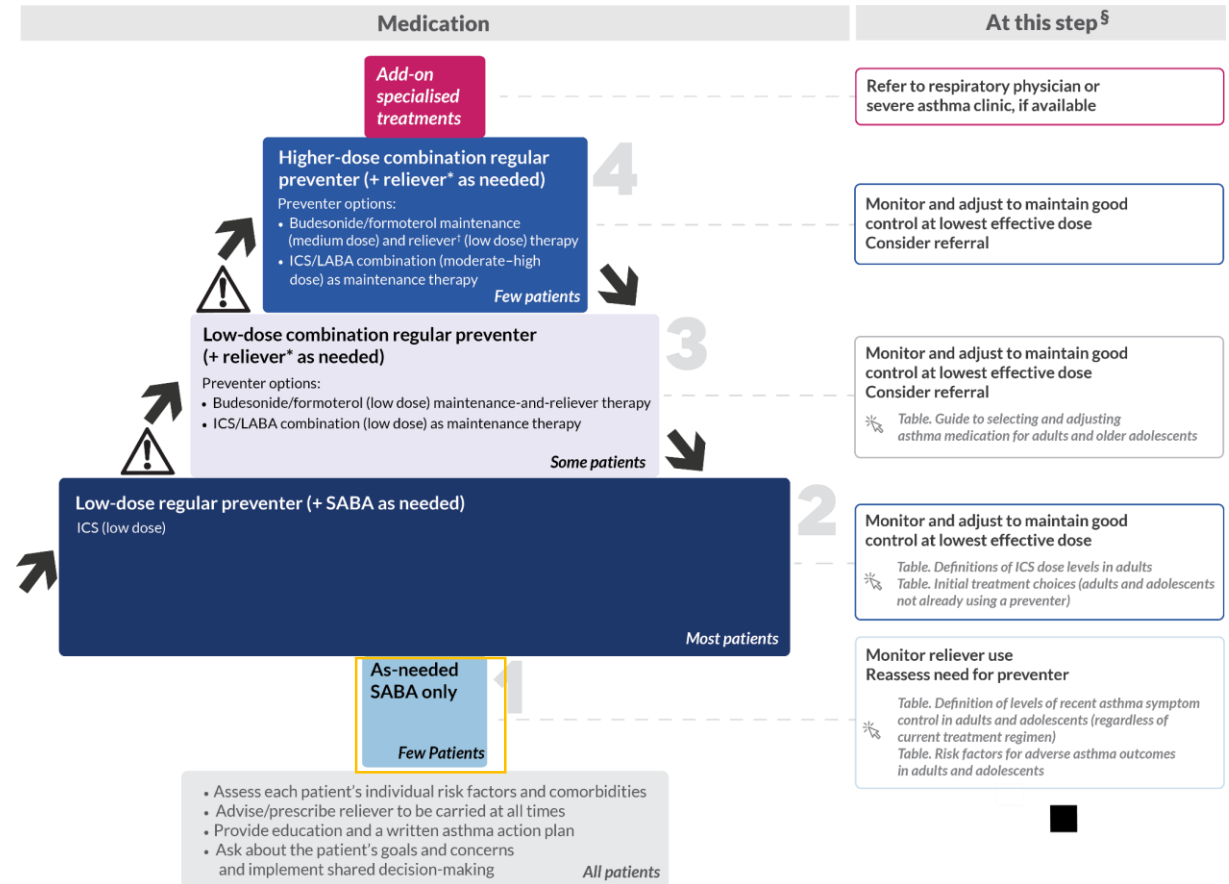 Medication
At this step§
Add-on
specialised
treatments
Refer to respiratory physician or
severe asthma clinic, if available
4
Higher-dose combination regular
preventer (+ reliever* as needed)
Preventer options:
• Budesonide/formoterol maintenance
(medium dose) and reliever† (low dose) therapy
• ICS/LABA combination (moderate–high
dose) as maintenance therapy
Few patients
Monitor and adjust to maintain good
control at lowest effective dose
Consider referral
3
Low-dose combination regular preventer
(+ reliever* as needed)
Preventer options:
• Budesonide/formoterol (low dose) maintenance-and-reliever therapy
• ICS/LABA combination (low dose) as maintenance therapy
Some patients
Monitor and adjust to maintain good
control at lowest effective dose
Consider referral
Table. Guide to selecting and adjusting
asthma medication for adults and older adolescents
2
Low-dose regular preventer (+ SABA as needed)
ICS (low dose)
Most patients
Monitor and adjust to maintain good
control at lowest effective dose
Table. Definitions of ICS dose levels in adults
Table. Initial treatment choices (adults and adolescents
not already using a preventer)
1
As-needed
SABA only
Few Patients
Monitor reliever use
Reassess need for preventer
Table. Definition of levels of recent asthma symptom
control in adults and adolescents (regardless of
current treatment regimen)
Table. Risk factors for adverse asthma outcomes
in adults and adolescents
• Assess each patient's individual risk factors and comorbidities
• Advise/prescribe reliever to be carried at all times
• Provide education and a written asthma action plan
• Ask about the patient's goals and concerns
and implement shared decision-making
All patients